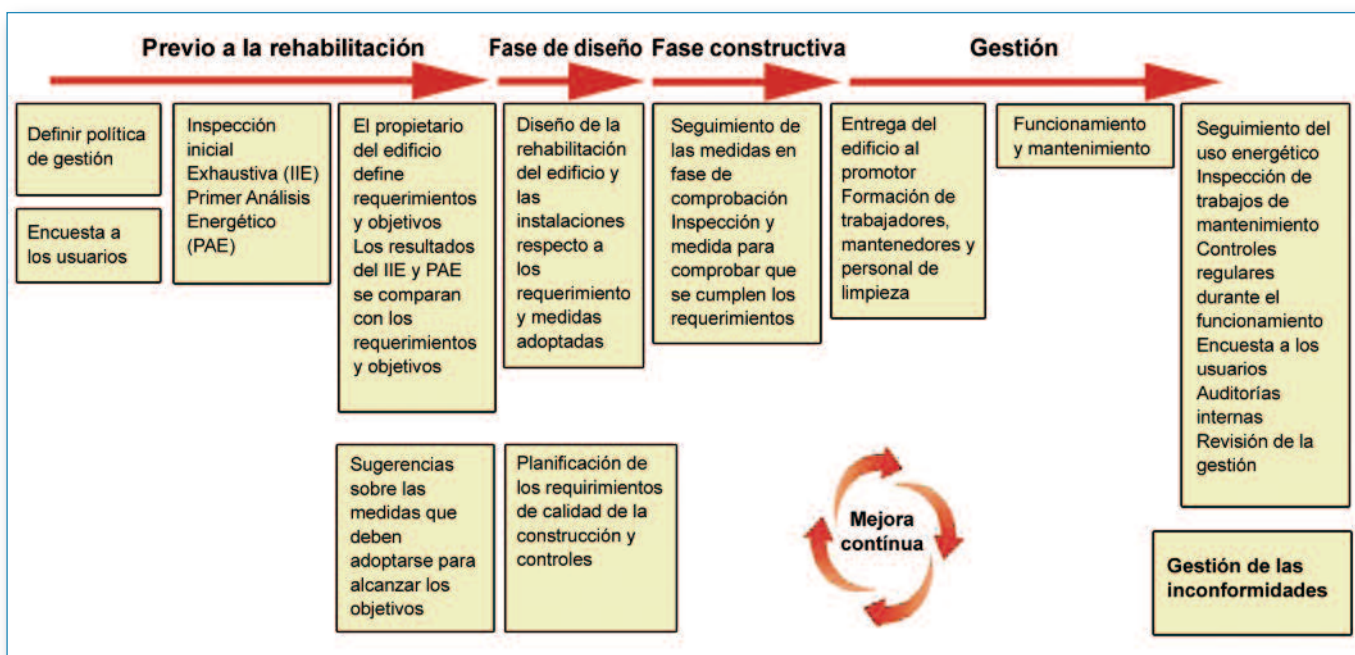 Previo a la rehabilitación
Fase de diseño
Fase constructiva
Gestión
Definir política
de gestión
Encuesta a
los usuarios
Inspección
inicial
Exhaustiva (IIE)
Primer Análisis
Energético
(PAE)
El propietario
del edificio
define
requerimientos
y objetivos
Los resultados
del IIE y PAE
se comparan
con los
requerimientos
y objetivos
Sugerencias
sobre las
medidas que
deben
adoptarse para
alcanzar los
objetivos
Diseño de la
rehabilitación
del edificio y
las
instalaciones
respecto a
los
requerimiento
y medidas
adoptadas
Planificación de
los requirimientos
de calidad de la
construcción y
controles
Seguimiento de
las medidas en
fase de
comprobación
Inspección y
medida para
comprobar que
se cumplen los
requerimientos
Entrega del
edificio al
promotor
Formación de
trabajadores,
mantenedores y
personal de
limpieza
Funcionamiento
y mantenimiento
Seguimiento del
uso energético
Inspección de
trabajos de
mantenimiento
Controles
regulares
durante el
funcionamiento
Encuesta a los
usuarios
Auditorías
internas
Revisión de la
gestión
Mejora
contínua
Gestión de las
inconformidades